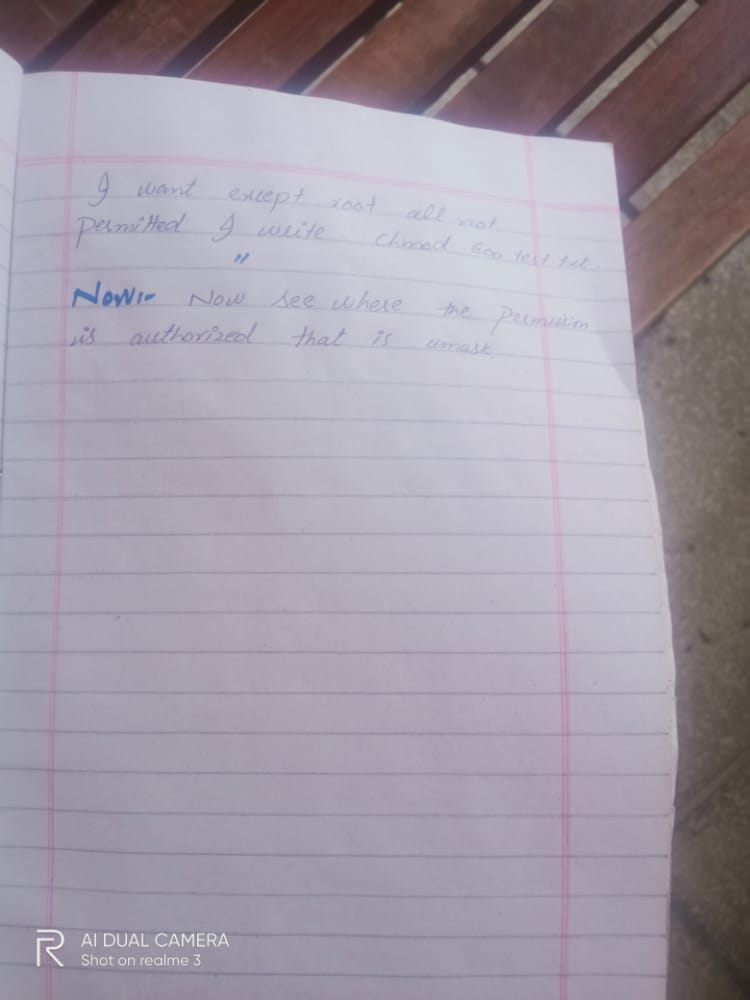 I want except root all not
Permitted I write chmod 600 test.txt.
"
Now:- Now see where the permission
is authorized that is umask.
AI DUAL CAMERA
Shot on realme 3